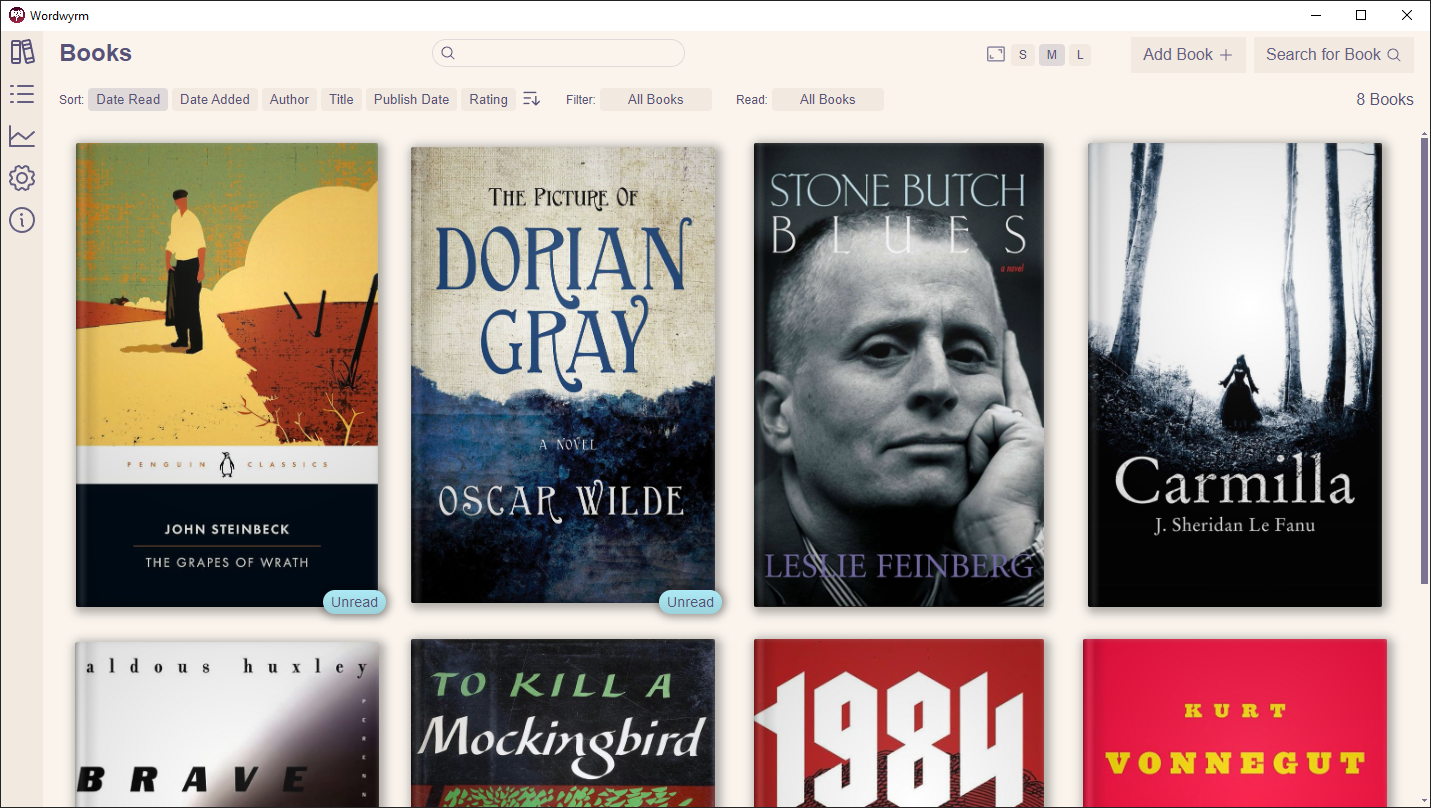 Wordwyrm
Books
S M L
Add Book
Search for Book
Sort: Date Read Date Added Author Title Publish Date Rating
Filter: All Books
Read: All Books
8 Books
PENGUIN CLASSICS
JOHN STEINBECK
THE GRAPES OF WRATH
Unread
THE PICTURE OF
DORIAN
GRAY
A NOVEL
OSCAR WILDE
Unread
STONE BUTCH
BLUES
a novel
LESLIE FEINBERG
Carmilla
J. Sheridan Le Fanu
aldous huxley
PERENN
BRAVE
TO KILL A
Mockingbird
1984
KURT
VONNEGUT